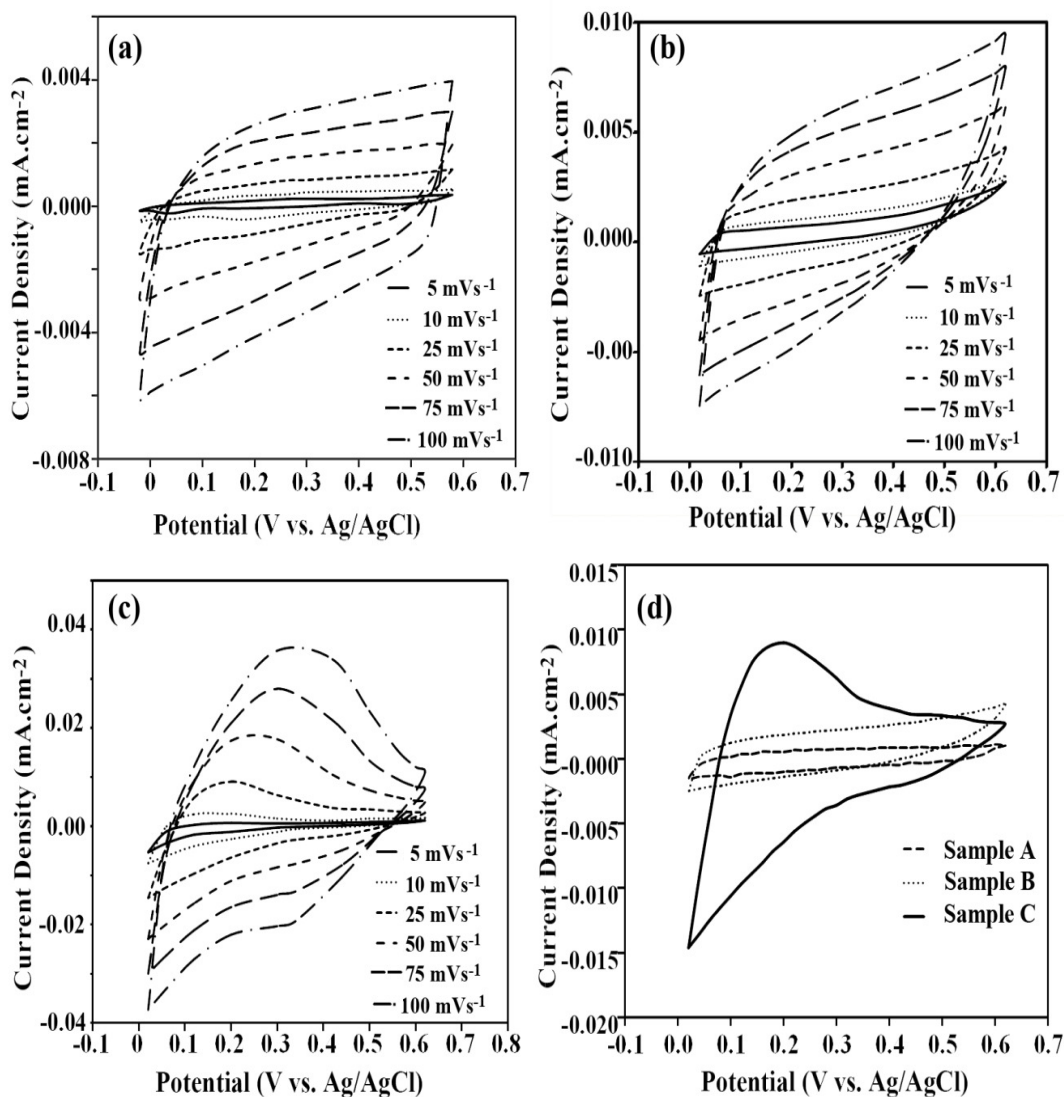 (a)
Current Density (mA.cm-2)
0.004
0.000
-0.004
-0.008
5 mVs-1
10 mVs-1
25 mVs-1
50 mVs-1
75 mVs-1
100 mVs-1
-0.1 0 0.1 0.2 0.3 0.4 0.5 0.6 0.7
Potential (V vs. Ag/AgCl)
(b)
Current Density (mA.cm-2)
0.010
0.005
0.000
-0.00
-0.010
5 mVs-1
10 mVs-1
25 mVs-1
50 mVs-1
75 mVs-1
100 mVs-1
-0.1 0.0 0.1 0.2 0.3 0.4 0.5 0.6 0.7
Potential (V vs. Ag/AgCl)
(c)
Current Density (mA.cm-2)
0.04
0.02
0.00
-0.02
-0.04
5 mVs-1
10 mVs-1
25 mVs-1
50 mVs-1
75 mVs-1
100 mVs-1
-0.1 0 0.1 0.2 0.3 0.4 0.5 0.6 0.7 0.8
Potential (V vs. Ag/AgCl)
(d)
Current Density (mA.cm-2)
0.015
0.010
0.005
-0.000
-0.005
-0.010
-0.015
-0.020
Sample A
Sample B
Sample C
-0.1 0.0 0.1 0.2 0.3 0.4 0.5 0.6 0.7
Potential (V vs. Ag/AgCl)